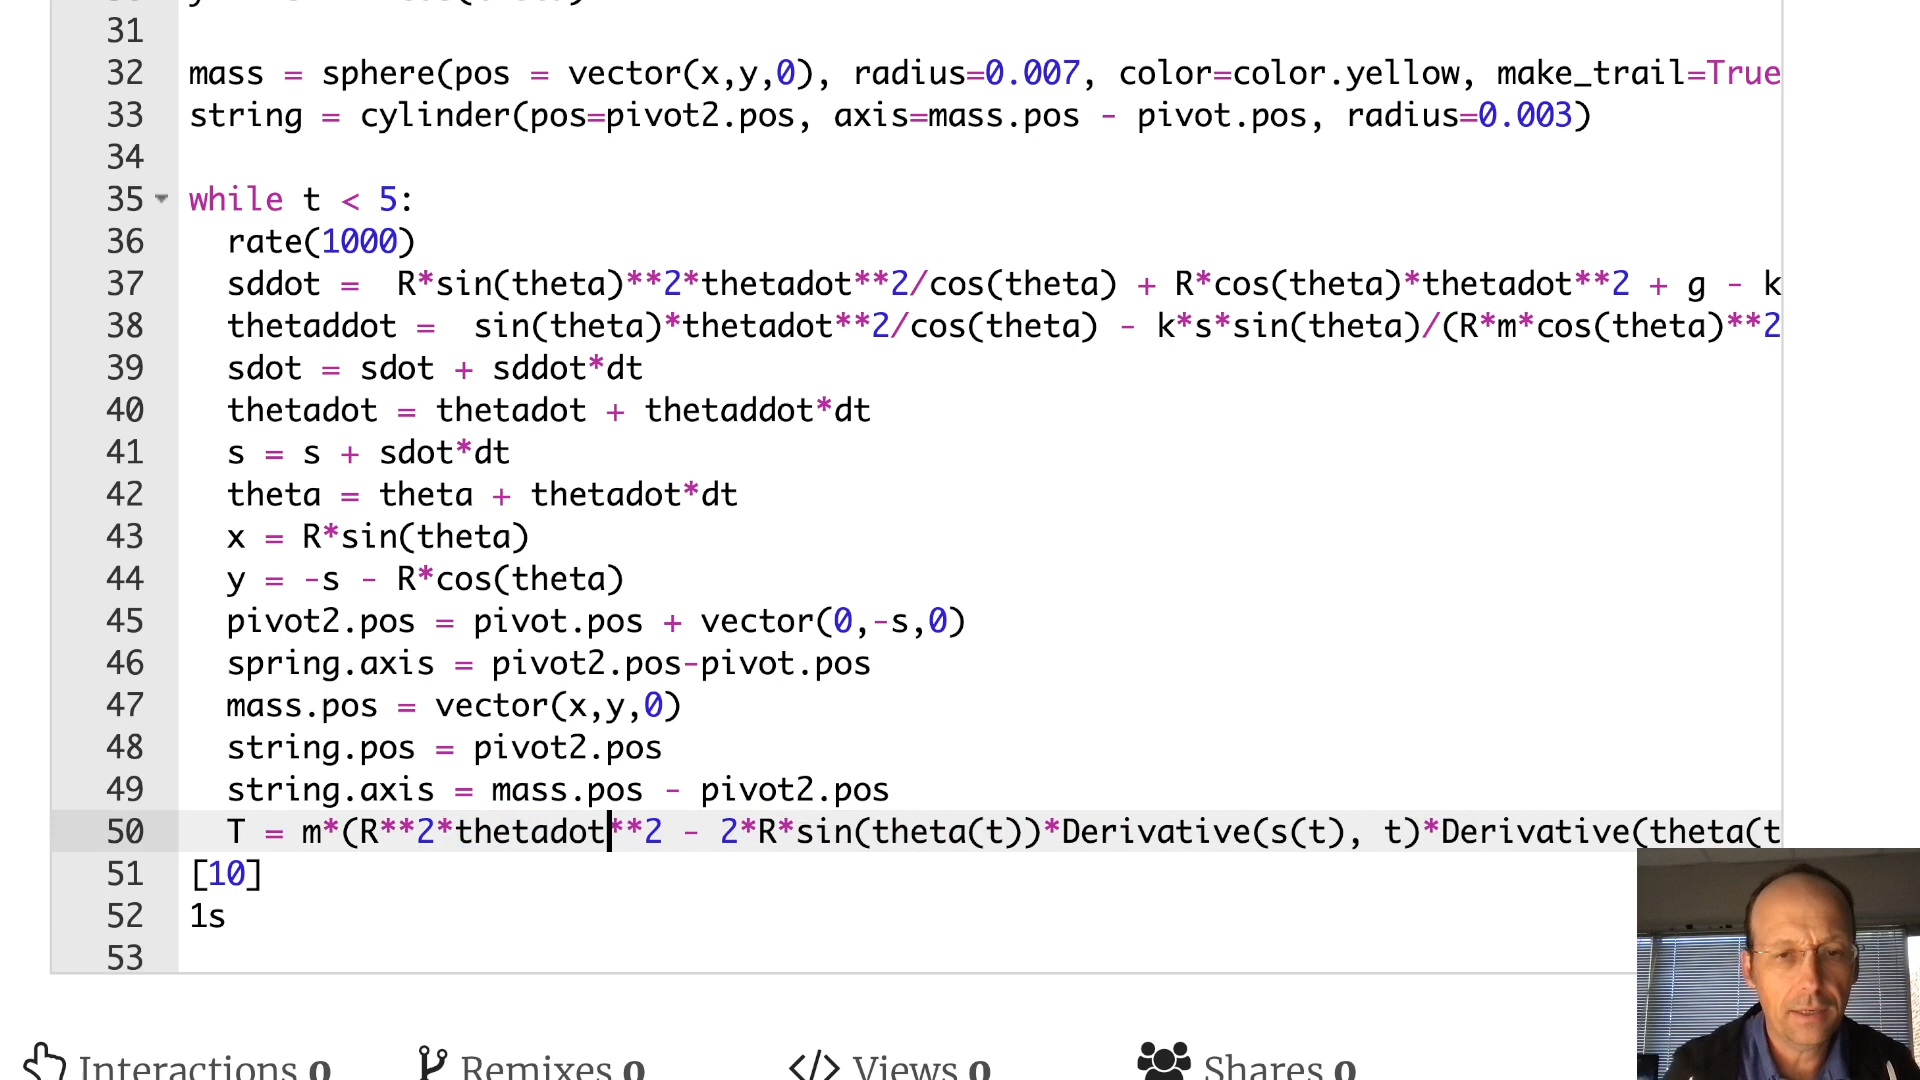 31
32 mass = sphere(pos = vector(x,y,0), radius=0.007, color=color.yellow, make_trail=True
33 string = cylinder(pos=pivot2.pos, axis=mass.pos - pivot.pos, radius=0.003)
34
35 while t < 5:
36 rate(1000)
37 sddot =  R*sin(theta)**2*thetadot**2/cos(theta) + R*cos(theta)*thetadot**2 + g - k
38 thetaddot =  sin(theta)*thetadot**2/cos(theta) - k*s*sin(theta)/(R*m*cos(theta)**2
39 sdot = sdot + sddot*dt
40 thetadot = thetadot + thetaddot*dt
41 s = s + sdot*dt
42 theta = theta + thetadot*dt
43 x = R*sin(theta)
44 y = -s - R*cos(theta)
45 pivot2.pos = pivot.pos + vector(0,-s,0)
46 spring.axis = pivot2.pos-pivot.pos
47 mass.pos = vector(x,y,0)
48 string.pos = pivot2.pos
49 string.axis = mass.pos - pivot2.pos
50 T = m*(R**2*thetadot**2 - 2*R*sin(theta(t))*Derivative(s(t), t)*Derivative(theta(t
51 [10]
52 1s
53
Interactions 0 Remixes 0 Views 0 Shares 0